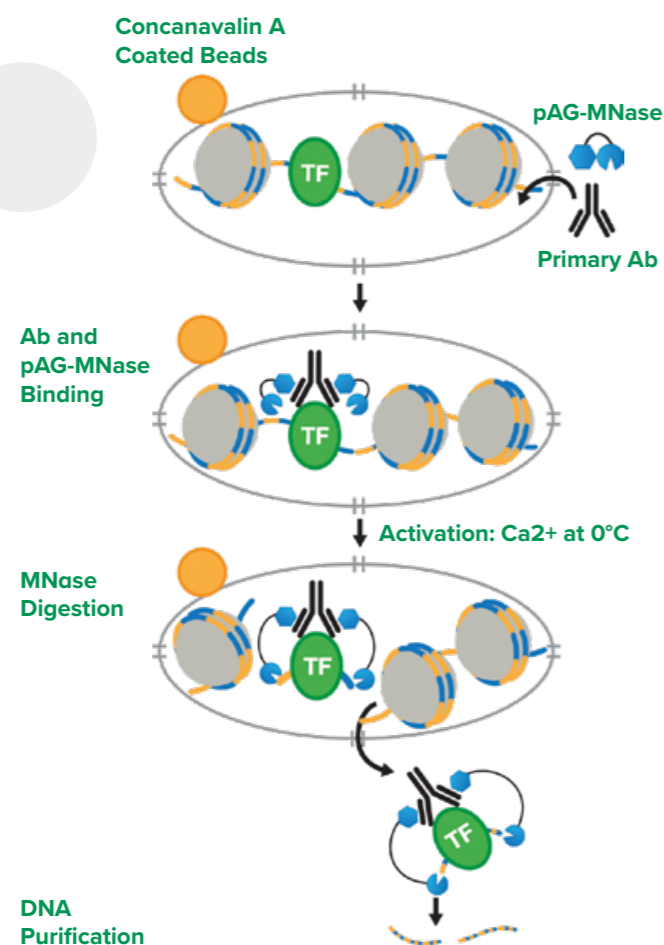 Concanavalin A
Coated Beads
pAG-MNase
TF
Primary Ab
Ab and
pAG-MNase
Binding
TF
Activation: Ca2+ at 0°C
MNase
Digestion
TF
TF
DNA
Purification